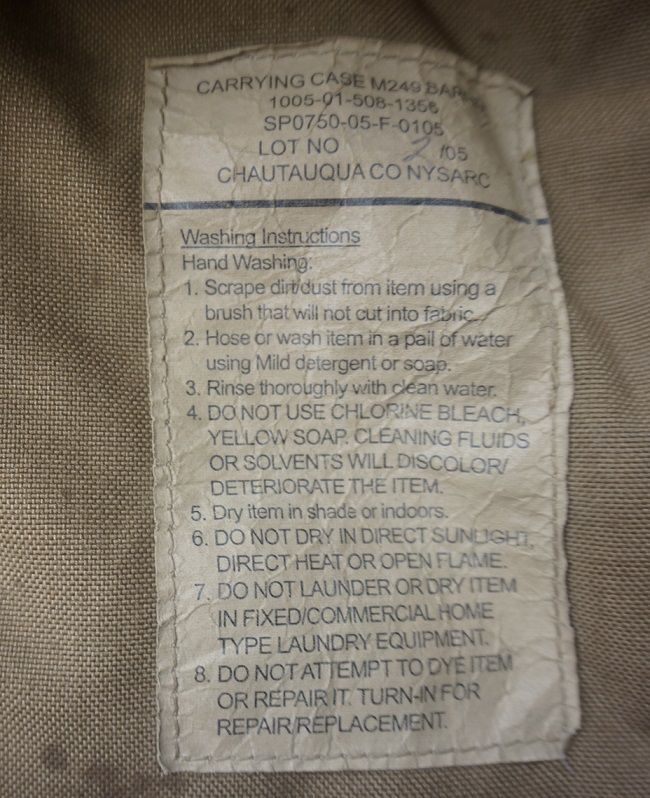 CARRYING CASE M249 BARREL
1005-01-508-1356
SP0750-05-F-0105
LOT NO 2 /05
CHAUTAUQUA CO NYSARC
Washing Instructions
Hand Washing:
1. Scrape dirt/dust from item using a
brush that will not cut into fabric.
2. Hose or wash item in a pail of water
using Mild detergent or soap.
3. Rinse thoroughly with clean water.
4. DO NOT USE CHLORINE BLEACH,
YELLOW SOAP. CLEANING FLUIDS
OR SOLVENTS WILL DISCOLOR/
DETERIORATE THE ITEM.
5. Dry item in shade or indoors.
6. DO NOT DRY IN DIRECT SUNLIGHT,
DIRECT HEAT OR OPEN FLAME.
7. DO NOT LAUNDER OR DRY ITEM
IN FIXED/COMMERCIAL HOME
TYPE LAUNDRY EQUIPMENT.
8. DO NOT ATTEMPT TO DYE ITEM
OR REPAIR IT. TURN-IN FOR
REPAIR/REPLACEMENT.